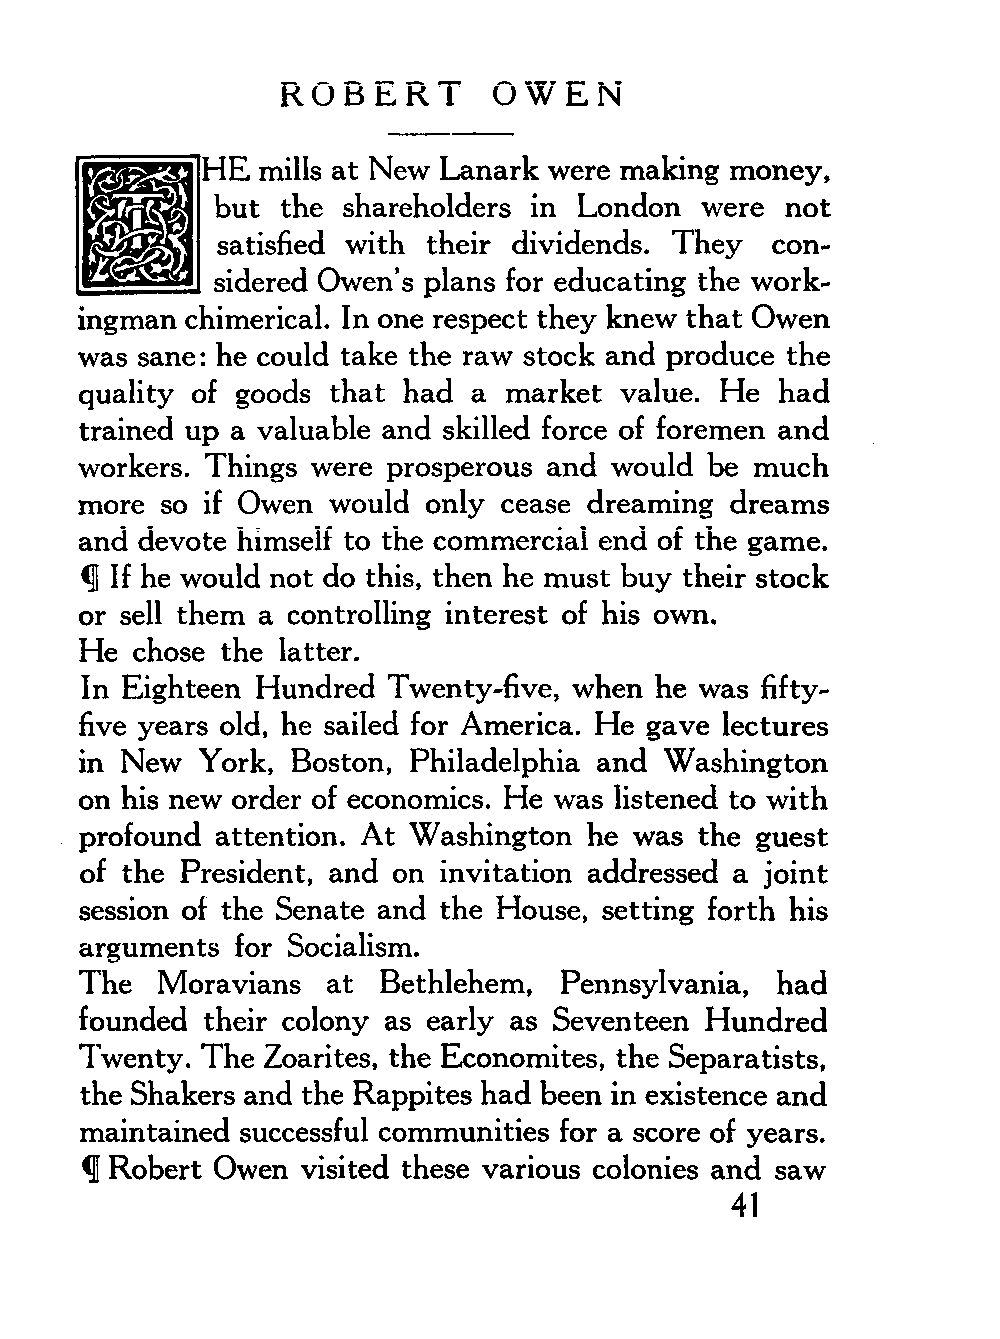 ROBERT OWEN
THE mills at New Lanark were making money,
but the shareholders in London were not
satisfied with their dividends. They con-
sidered Owen's plans for educating the work-
ingman chimerical. In one respect they knew that Owen
was sane: he could take the raw stock and produce the
quality of goods that had a market value. He had
trained up a valuable and skilled force of foremen and
workers. Things were prosperous and would be much
more so if Owen would only cease dreaming dreams
and devote himself to the commercial end of the game.
¶ If he would not do this, then he must buy their stock
or sell them a controlling interest of his own.
He chose the latter.
In Eighteen Hundred Twenty-five, when he was fifty-
five years old, he sailed for America. He gave lectures
in New York, Boston, Philadelphia and Washington
on his new order of economics. He was listened to with
profound attention. At Washington he was the guest
of the President, and on invitation addressed a joint
session of the Senate and the House, setting forth his
arguments for Socialism.
The Moravians at Bethlehem, Pennsylvania, had
founded their colony as early as Seventeen Hundred
Twenty. The Zoarites, the Economites, the Separatists,
the Shakers and the Rappites had been in existence and
maintained successful communities for a score of years.
¶ Robert Owen visited these various colonies and saw
41